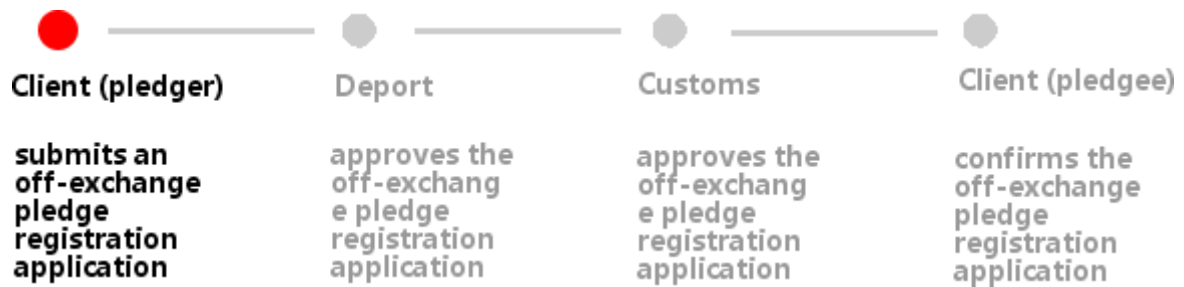 Client (pledger)
submits an
off-exchange
pledge
registration
application
Deport
approves the
off-exchang
e pledge
registration
application
Customs
approves the
off-exchang
e pledge
registration
application
Client (pledgee)
confirms the
off-exchange
pledge
registration
application